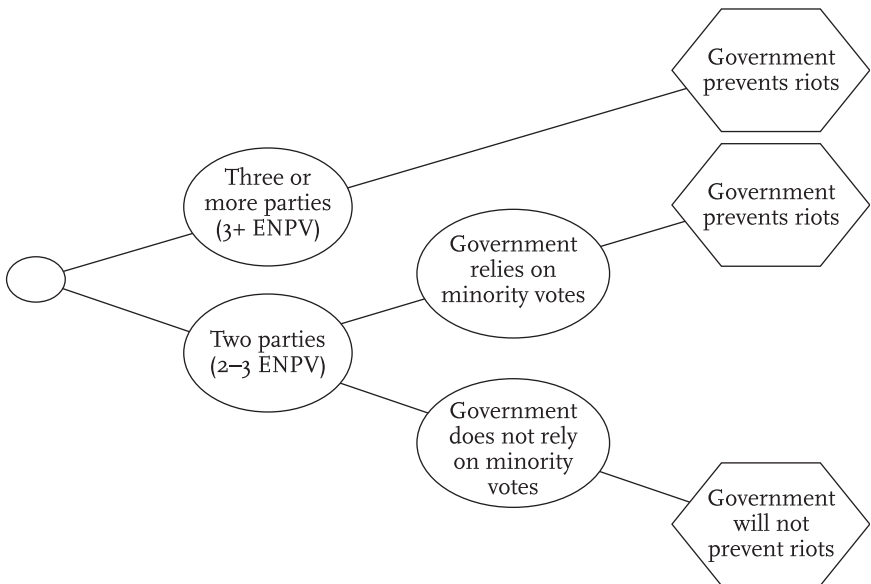 Government
prevents riots
Three or
more parties
(3+ ENPV)
Government
prevents riots
Government
relies on
minority votes
Two parties
(2–3 ENPV)
Government
does not rely
on minority
votes
Government
will not
prevent riots